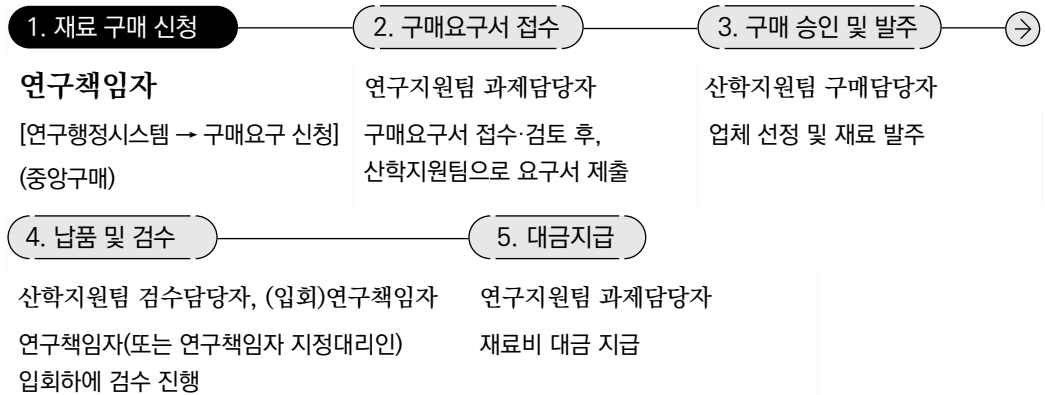 1. 재료 구매 신청
2. 구매요구서 접수
3. 구매 승인 및 발주
연구책임자
[연구행정시스템 → 구매요구 신청]
(중앙구매)
연구지원팀 과제담당자
구매요구서 접수·검토 후,
산학지원팀으로 요구서 제출
산학지원팀 구매담당자
업체 선정 및 재료 발주
4. 납품 및 검수
5. 대금지급
산학지원팀 검수담당자, (입회)연구책임자
연구책임자(또는 연구책임자 지정대리인)
입회하에 검수 진행
연구지원팀 과제담당자
재료비 대금 지급